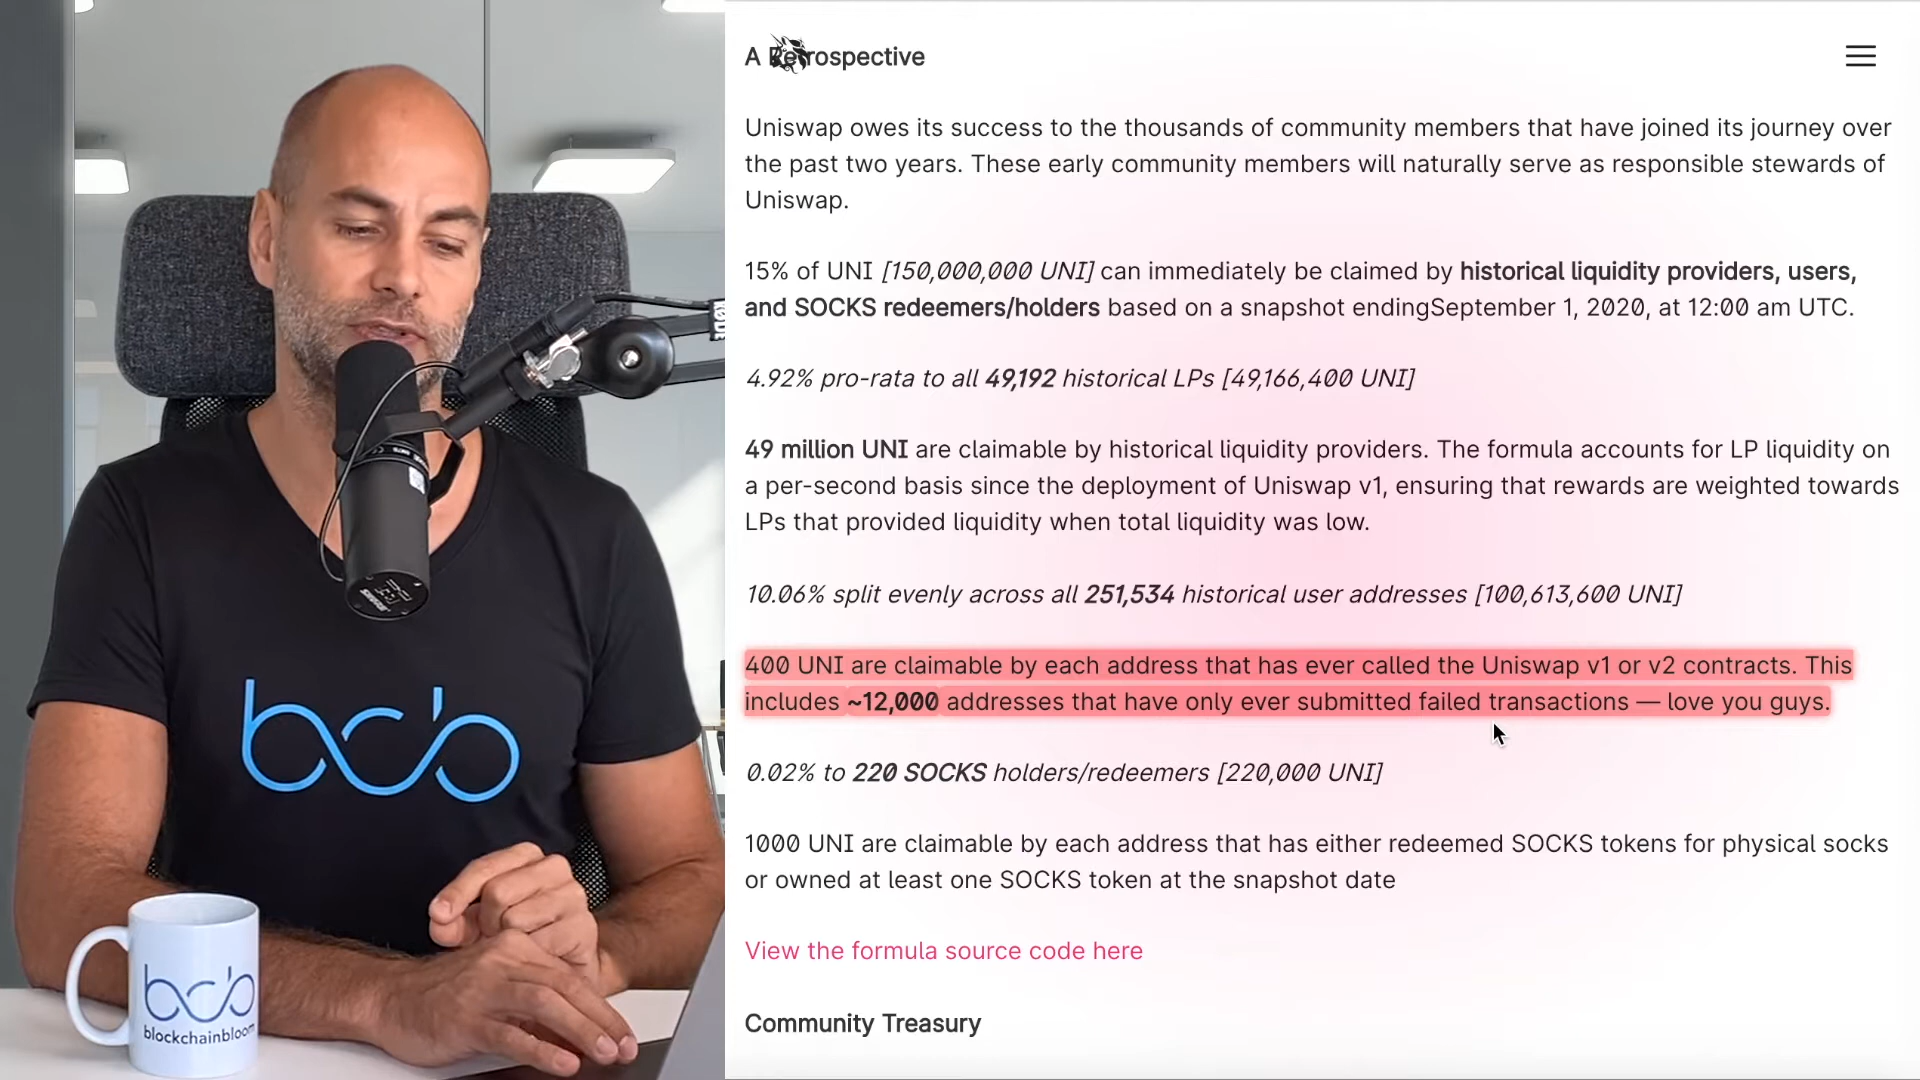 A Retrospective
Uniswap owes its success to the thousands of community members that have joined its journey over
the past two years. These early community members will naturally serve as responsible stewards of
Uniswap.
15% of UNI [150,000,000 UNI] can immediately be claimed by historical liquidity providers, users,
and SOCKS redeemers/holders based on a snapshot endingSeptember 1, 2020, at 12:00 am UTC.
4.92% pro-rata to all 49,192 historical LPs [49,166,400 UNI]
49 million UNI are claimable by historical liquidity providers. The formula accounts for LP liquidity on
a per-second basis since the deployment of Uniswap v1, ensuring that rewards are weighted towards
LPs that provided liquidity when total liquidity was low.
10.06% split evenly across all 251,534 historical user addresses [100,613,600 UNI]
400 UNI are claimable by each address that has ever called the Uniswap v1 or v2 contracts. This
includes ~12,000 addresses that have only ever submitted failed transactions — love you guys.
0.02% to 220 SOCKS holders/redeemers [220,000 UNI]
1000 UNI are claimable by each address that has either redeemed SOCKS tokens for physical socks
or owned at least one SOCKS token at the snapshot date
View the formula source code here
Community Treasury
bcb
bcb
blockchainbloom
RØDE
SHURE